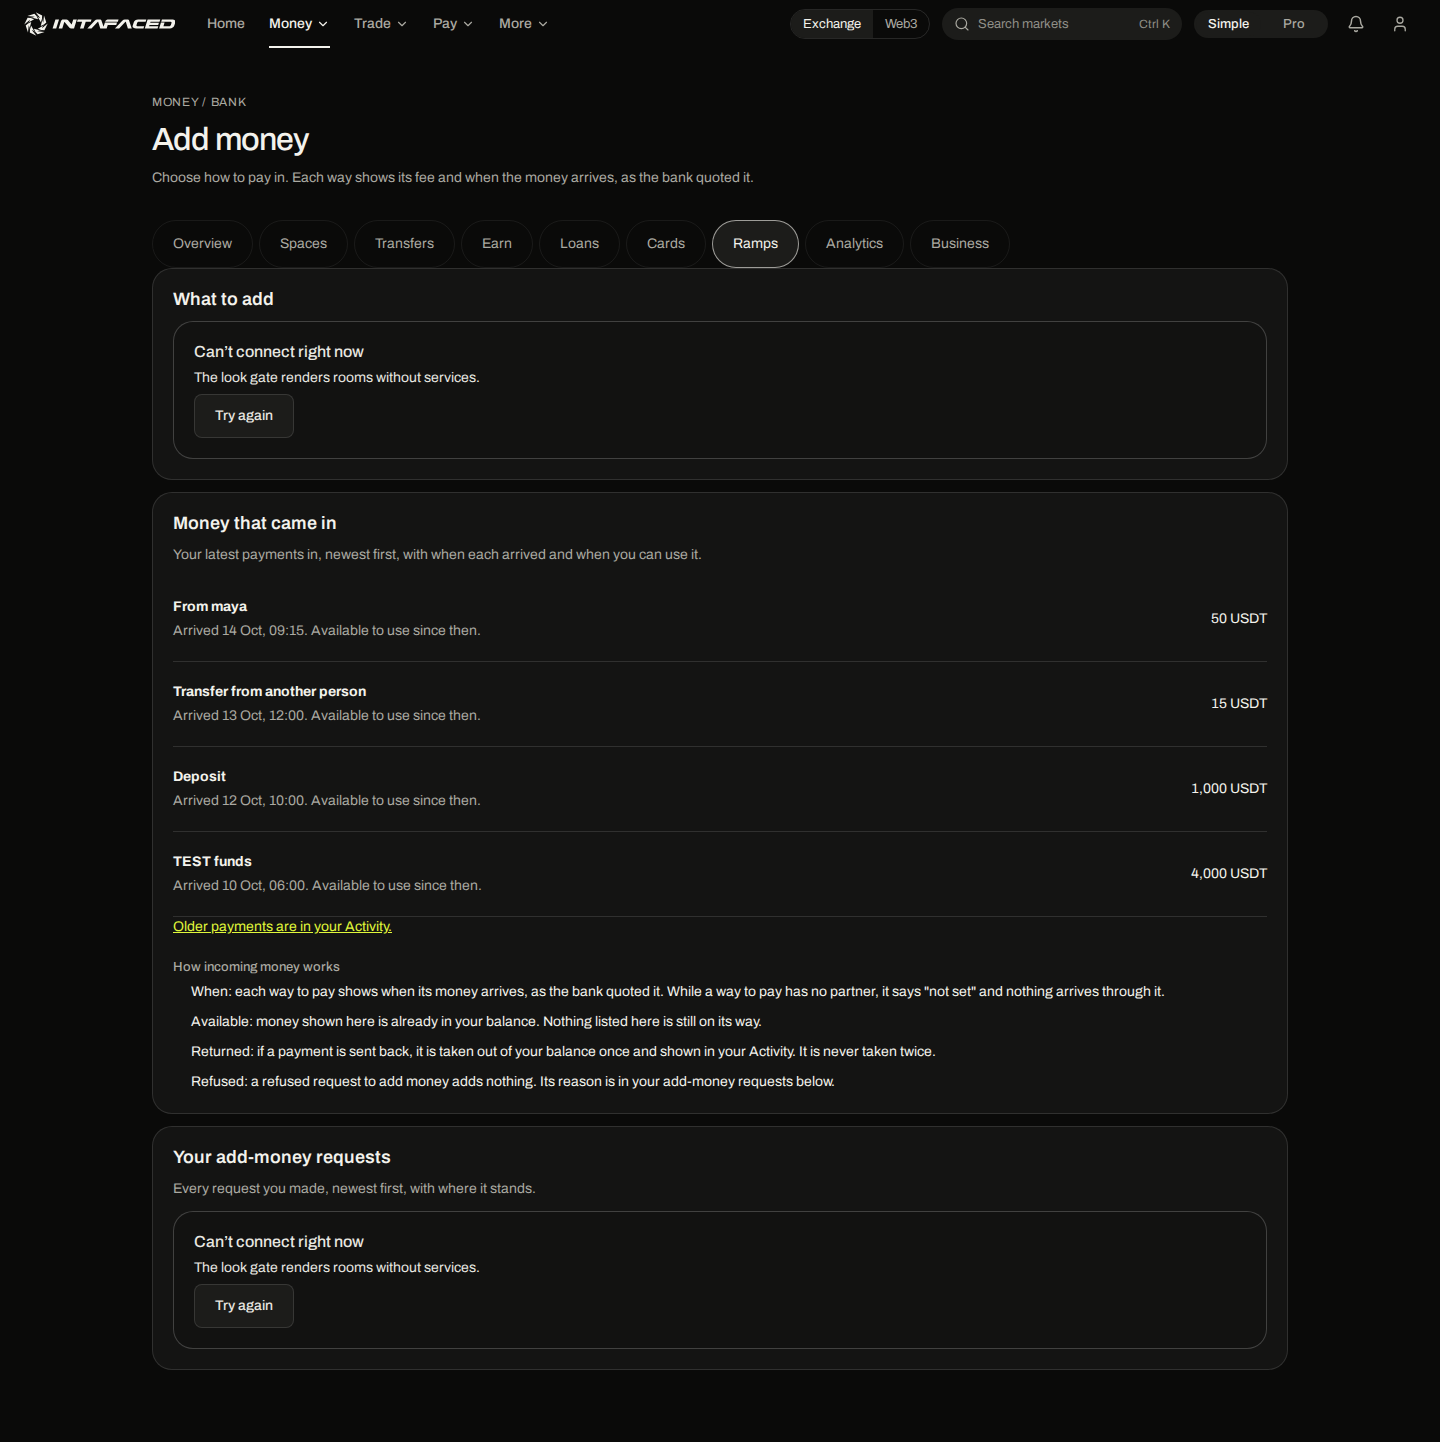 INTAFACED
Home
Money
Trade
Pay
More
Exchange
Web3
Search markets
Ctrl K
Simple
Pro
MONEY / BANK
Add money
Choose how to pay in. Each way shows its fee and when the money arrives, as the bank quoted it.
Overview
Spaces
Transfers
Earn
Loans
Cards
Ramps
Analytics
Business
What to add
Can’t connect right now
The look gate renders rooms without services.
Try again
Money that came in
Your latest payments in, newest first, with when each arrived and when you can use it.
From maya
Arrived 14 Oct, 09:15. Available to use since then.
50 USDT
Transfer from another person
Arrived 13 Oct, 12:00. Available to use since then.
15 USDT
Deposit
Arrived 12 Oct, 10:00. Available to use since then.
1,000 USDT
TEST funds
Arrived 10 Oct, 06:00. Available to use since then.
4,000 USDT
Older payments are in your Activity.
How incoming money works
When: each way to pay shows when its money arrives, as the bank quoted it. While a way to pay has no partner, it says "not set" and nothing arrives through it.
Available: money shown here is already in your balance. Nothing listed here is still on its way.
Returned: if a payment is sent back, it is taken out of your balance once and shown in your Activity. It is never taken twice.
Refused: a refused request to add money adds nothing. Its reason is in your add-money requests below.
Your add-money requests
Every request you made, newest first, with where it stands.
Can’t connect right now
The look gate renders rooms without services.
Try again